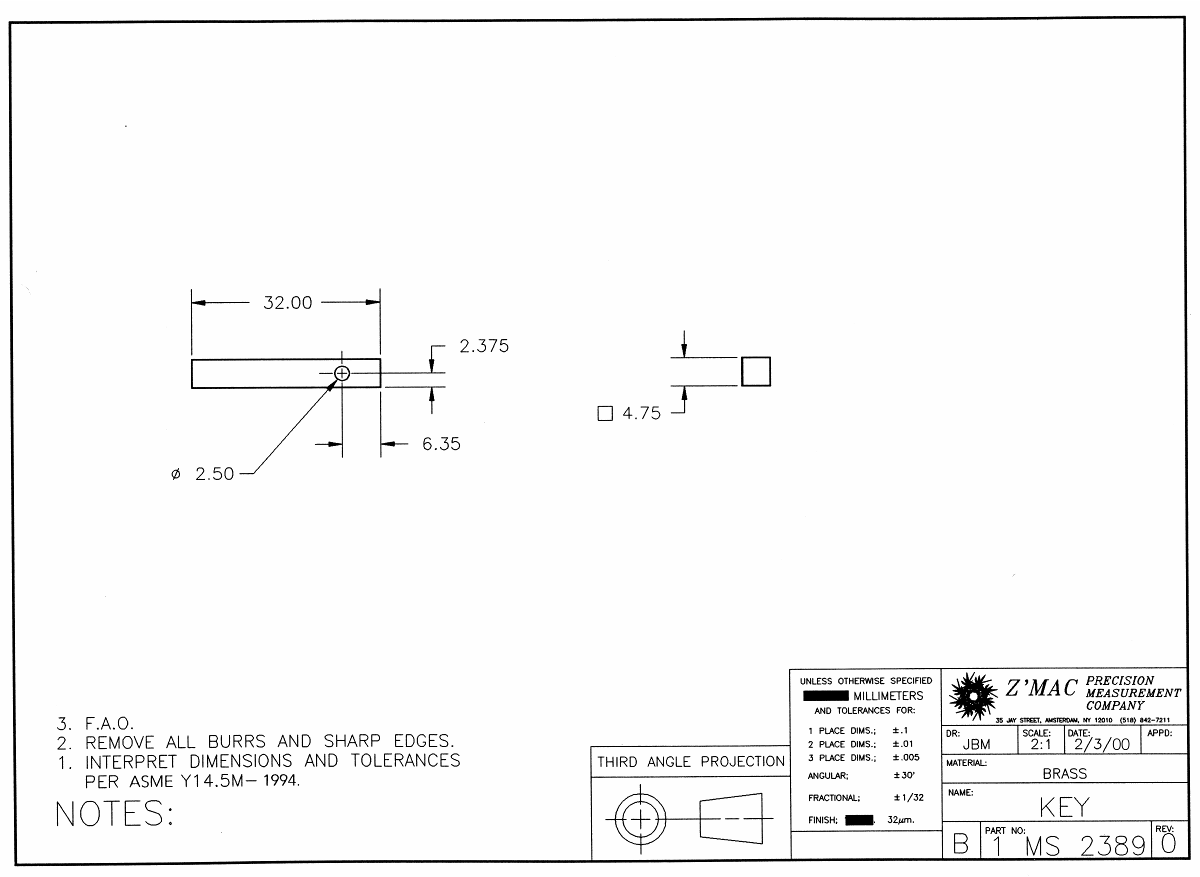 32.00
2.375
□ 4.75
6.35
⌀ 2.50
3. F.A.O.
2. REMOVE ALL BURRS AND SHARP EDGES.
1. INTERPRET DIMENSIONS AND TOLERANCES
PER ASME Y14.5M-1994.
NOTES:
THIRD ANGLE PROJECTION
UNLESS OTHERWISE SPECIFIED
MILLIMETERS
AND TOLERANCES FOR:
1 PLACE DIMS.; ±.1
2 PLACE DIMS.; ±.01
3 PLACE DIMS.; ±.005
ANGULAR; ±30'
FRACTIONAL; ±1/32
FINISH; 32µm.
Z'MAC PRECISION
MEASUREMENT
COMPANY
35 JAY STREET, AMSTERDAM, NY 12010 (518) 842-7211
DR: JBM
SCALE: 2:1
DATE: 2/3/00
APPD:
MATERIAL: BRASS
NAME: KEY
B
PART NO: 1 MS 2389
REV: 0